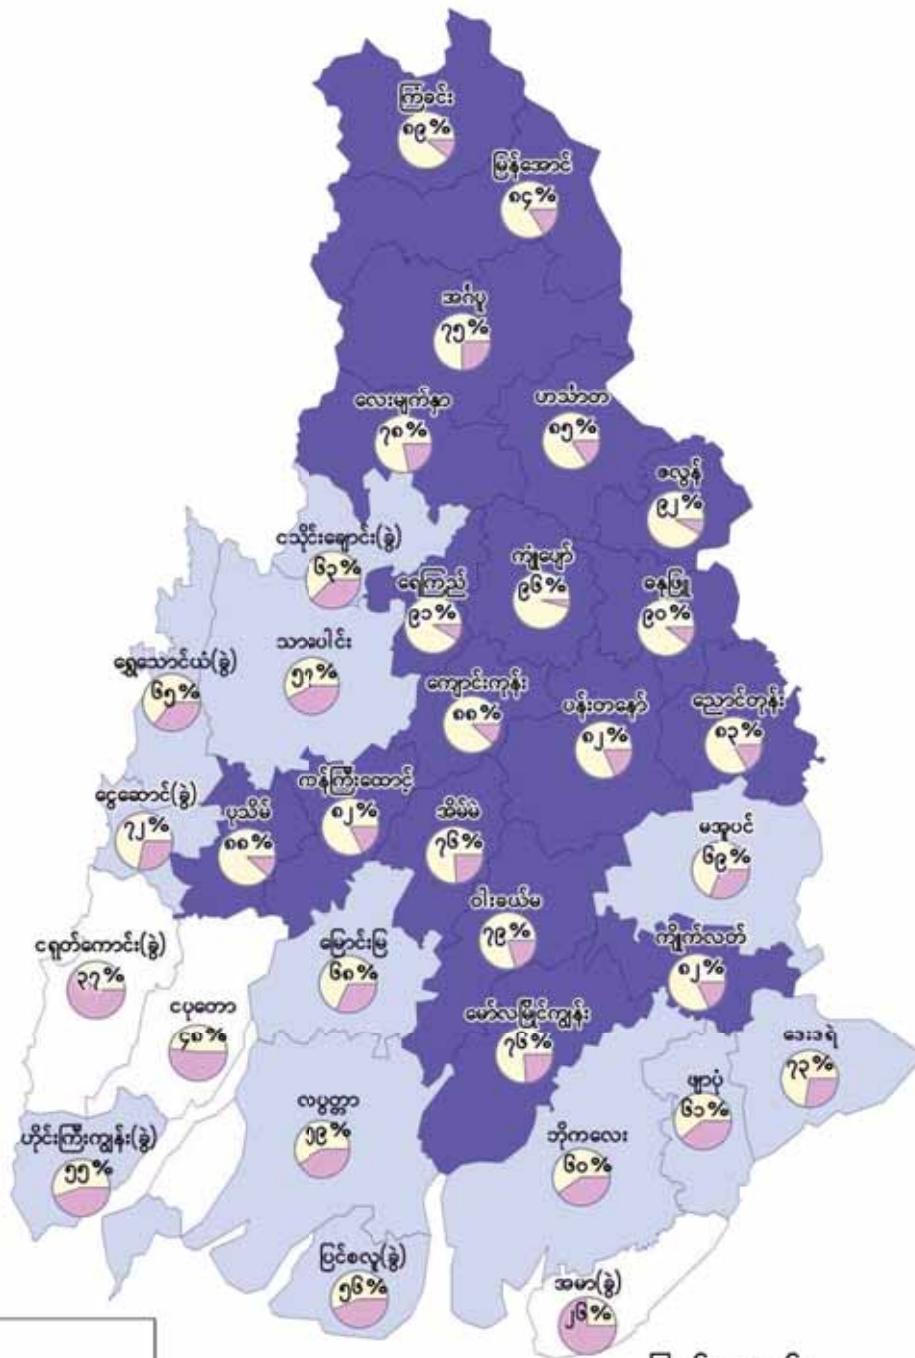 ကြံခင်း
၈၉%
မြန်အောင်
၈၄%
အင်္ဂပူ
၇၅%
လေးမျက်နှာ
၇၈%
ဟင်္သာတ
၈၅%
ဇလွန်
၉၂%
ငသိုင်းချောင်း(ခွဲ)
၆၃%
ရေကြည်
၉၁%
ကျုံပျော်
၉၆%
ဓနုဖြူ
၉၀%
ရွှေသောင်ယံ(ခွဲ)
၆၅%
သာပေါင်း
၅၇%
ကျောင်းကုန်း
၈၈%
ပန်းတနော်
၈၂%
ညောင်တုန်း
၈၃%
ငွေဆောင်(ခွဲ)
၇၂%
ပုသိမ်
၈၈%
ကန်ကြီးထောင့်
၈၂%
အိမ်မဲ
၇၆%
မအူပင်
၆၉%
ဝါးခယ်မ
၇၉%
ငရုတ်ကောင်း(ခွဲ)
၃၇%
ငပုတော
၄၈%
မြောင်းမြ
၆၈%
ကျိုက်လတ်
၈၂%
မော်လမြိုင်ကျွန်း
၇၆%
ဒေးဒရဲ
၇၃%
ဖျာပုံ
၆၁%
ဟိုင်းကြီးကျွန်း(ခွဲ)
၅၅%
လပွတ္တာ
၅၉%
ဘိုကလေး
၆၀%
ပြင်စလူ(ခွဲ)
၅၆%
အမာ(ခွဲ)
၂၆%